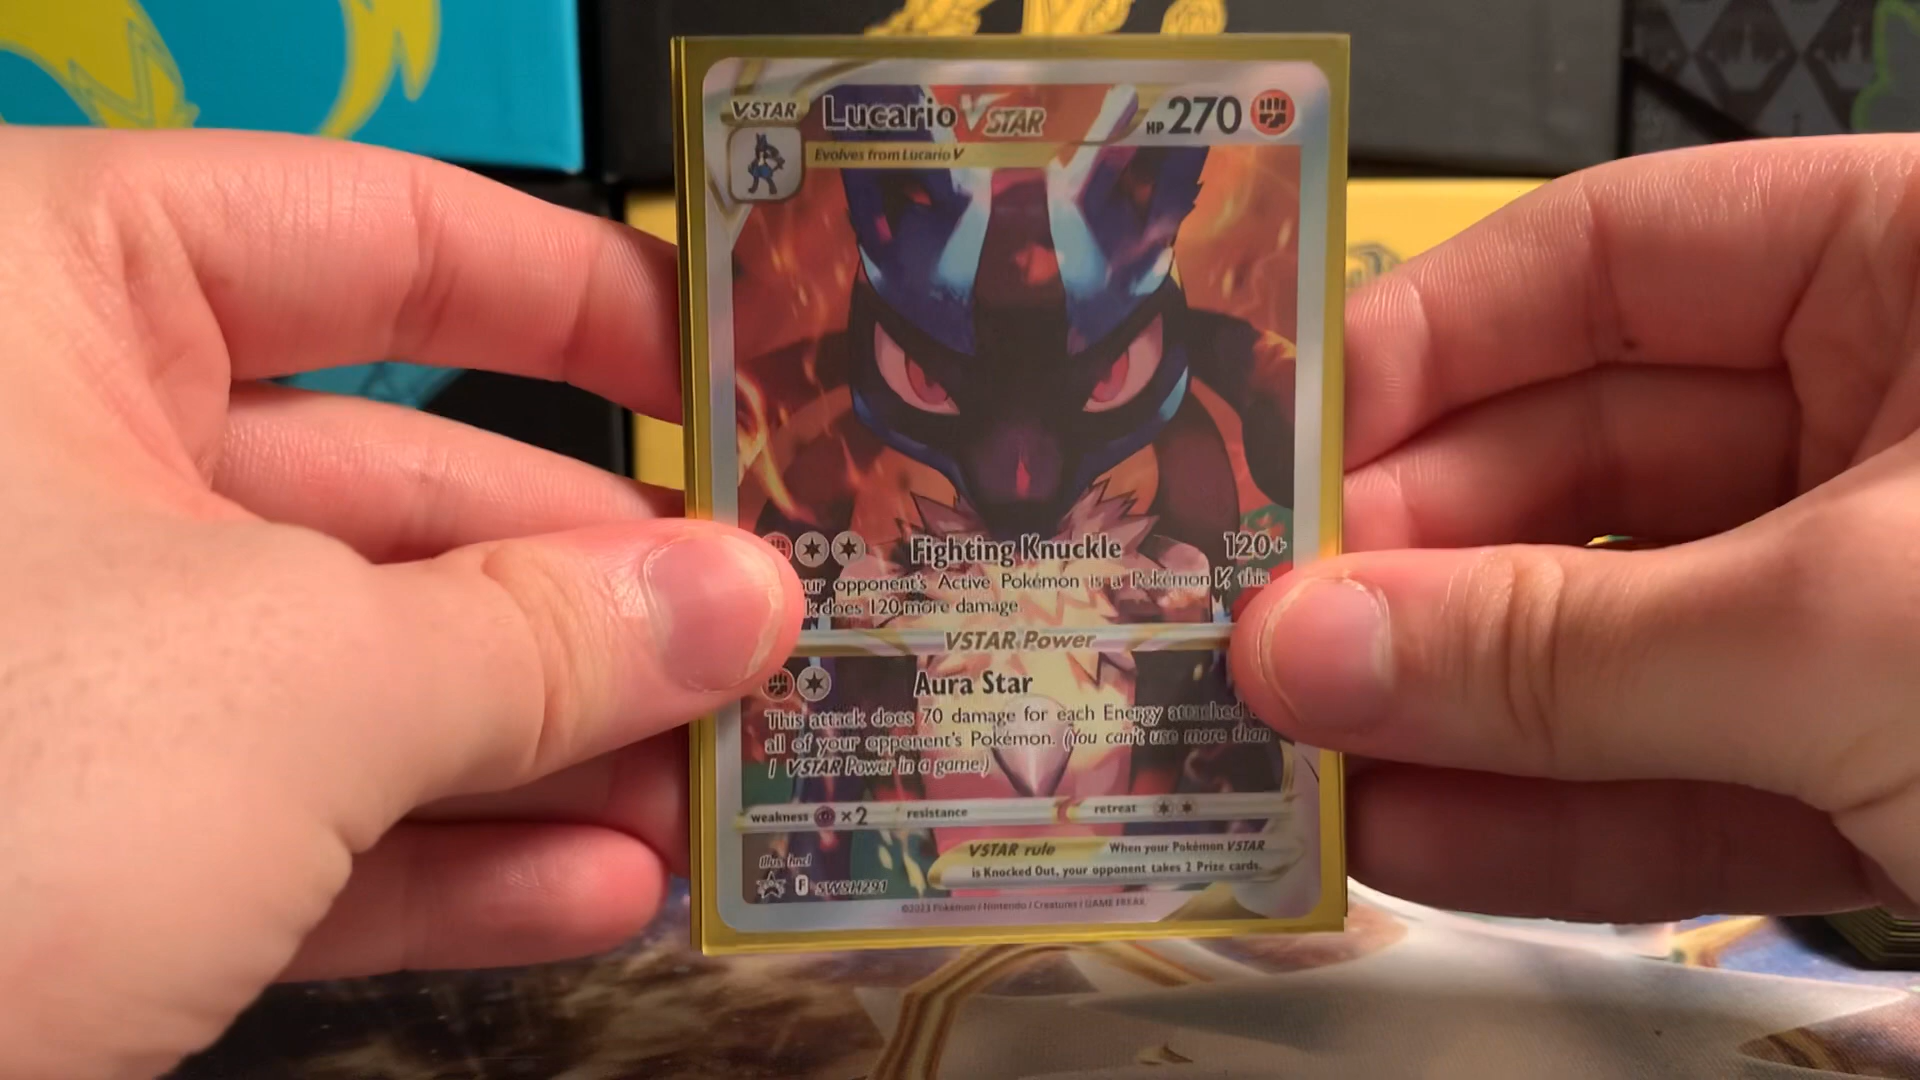 VSTAR Lucario VSTAR HP 270
Evolves from Lucario V
Fighting Knuckle 120+
opponent's Active Pokémon is a Pokémon V, this
does 120 more damage.
VSTAR Power
Aura Star
This attack does 70 damage for each Energy attached
all of your opponent's Pokémon. (You can't use more than
1 VSTAR Power in a game.)
weakness ×2 resistance retreat
VSTAR rule When your Pokémon VSTAR
is Knocked Out, your opponent takes 2 Prize cards.
Illus. hncl
F SWSH291
©2023 Pokémon / Nintendo / Creatures / GAME FREAK